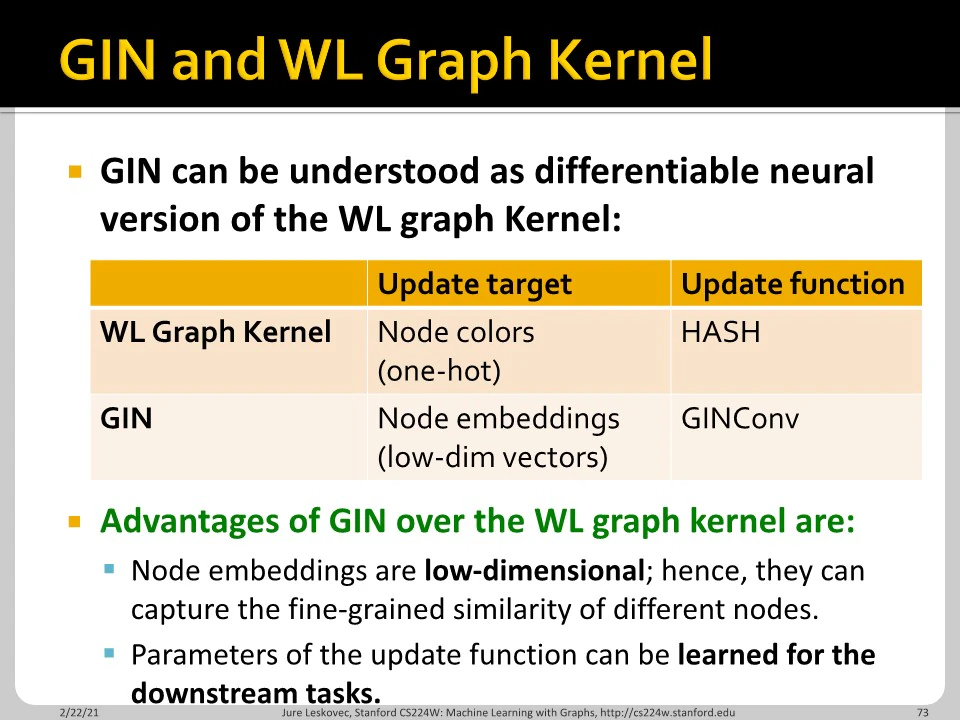 GIN and WL Graph Kernel
GIN can be understood as differentiable neural
version of the WL graph Kernel:
Update target Update function
WL Graph Kernel Node colors HASH
(one-hot)
GIN Node embeddings GINConv
(low-dim vectors)
Advantages of GIN over the WL graph kernel are:
Node embeddings are low-dimensional; hence, they can
capture the fine-grained similarity of different nodes.
Parameters of the update function can be learned for the
downstream tasks.
2/22/21 Jure Leskovec, Stanford CS224W: Machine Learning with Graphs, http://cs224w.stanford.edu 73